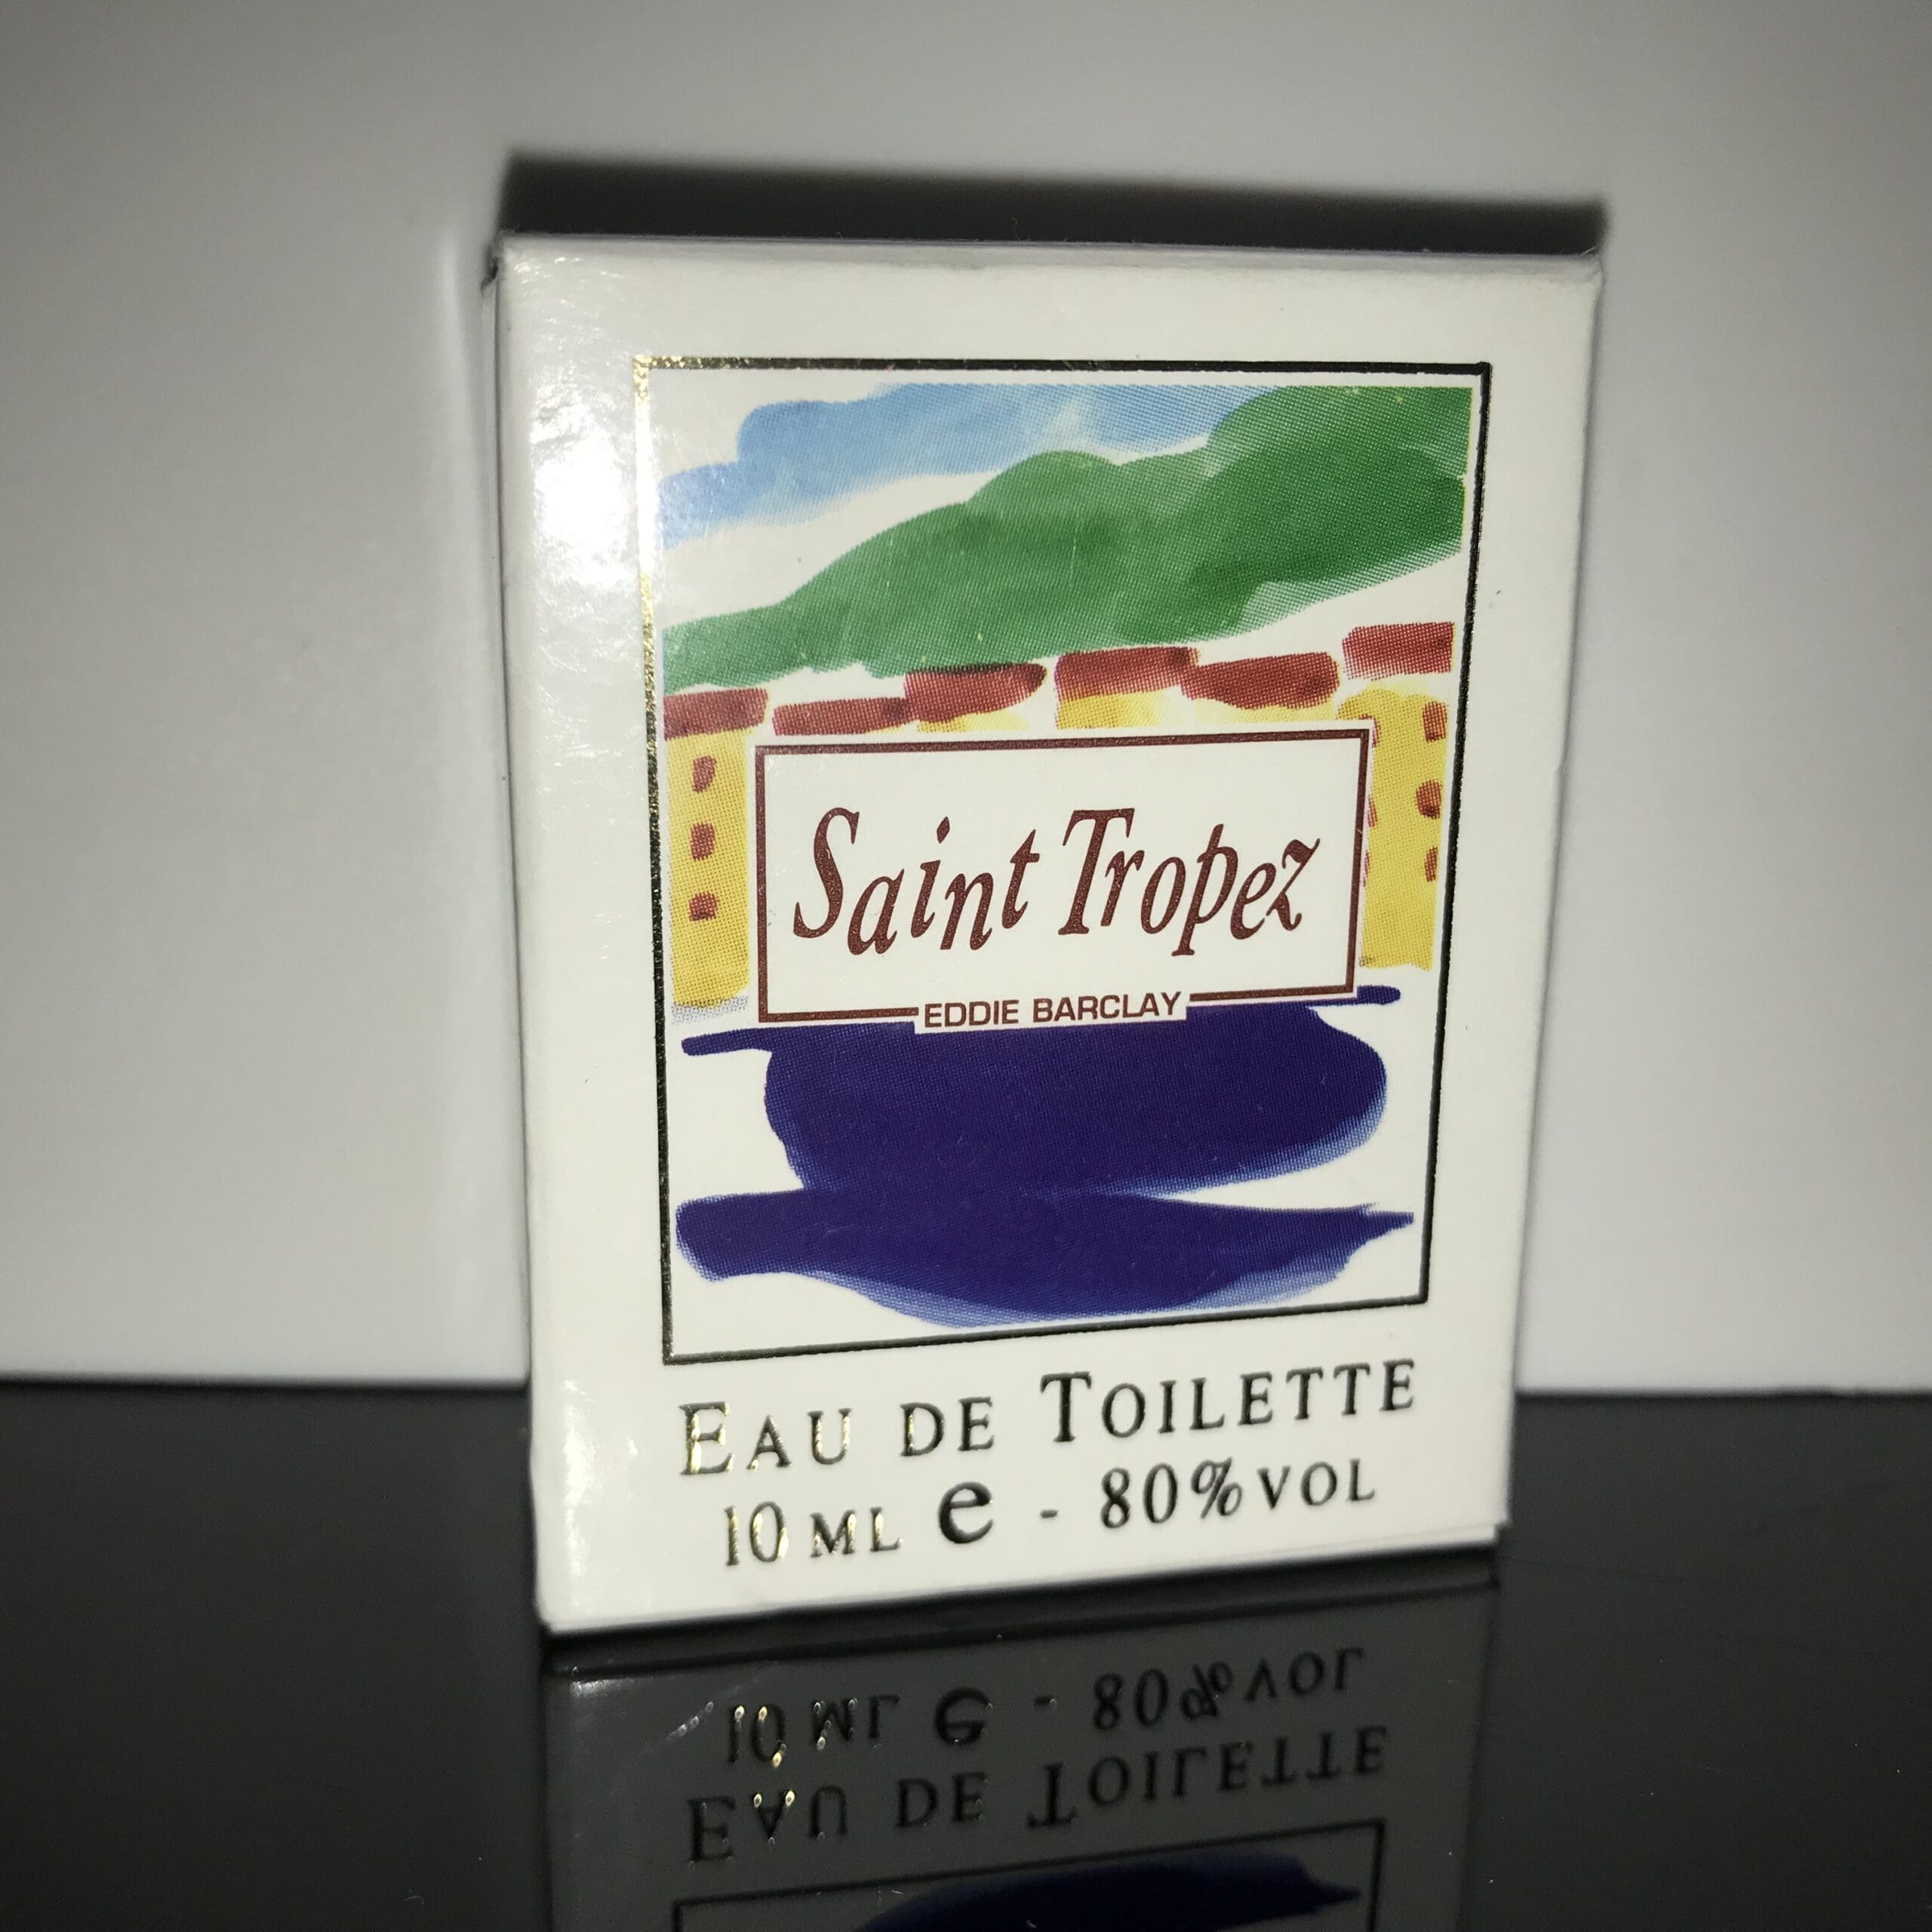 Saint Tropez
EDDIE BARCLAY
EAU DE TOILETTE
10 ML e - 80% VOL